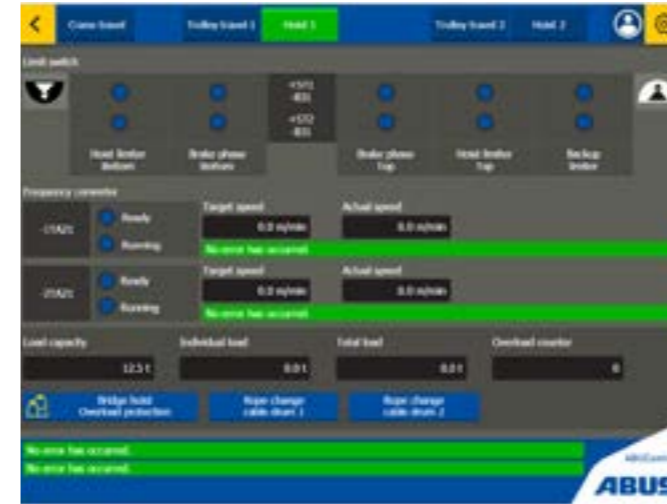 Crane travel Trolley travel 1 Hoist 1 Trolley travel 2 Hoist 2
Limit switch
Hoist limiter Bottom
Brake phase Bottom
Brake phase Top
Hoist limiter Top
Backup limiter
Frequency converter
Ready
Running
Target speed
0.0 m/min
Actual speed
0.0 m/min
No error has occurred.
Ready
Running
Target speed
0.0 m/min
Actual speed
0.0 m/min
No error has occurred.
Load capacity Individual load Total load Overload counter
12.5 t 0.0 t 0.0 t 0
Bridge hoist Overload protection
Rope change cable drum 1
Rope change cable drum 2
No error has occurred.
No error has occurred.
ABUS